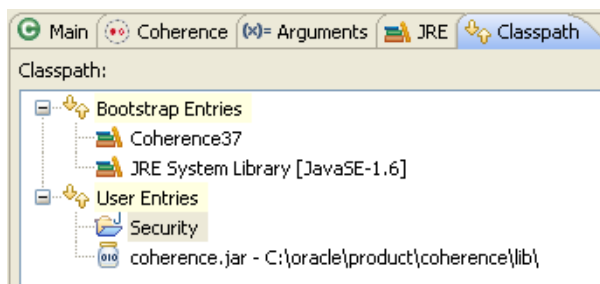 Main Coherence (x)= Arguments JRE Classpath
Classpath:
Bootstrap Entries
Coherence37
JRE System Library [JavaSE-1.6]
User Entries
Security
coherence.jar - C:\oracle\product\coherence\lib\